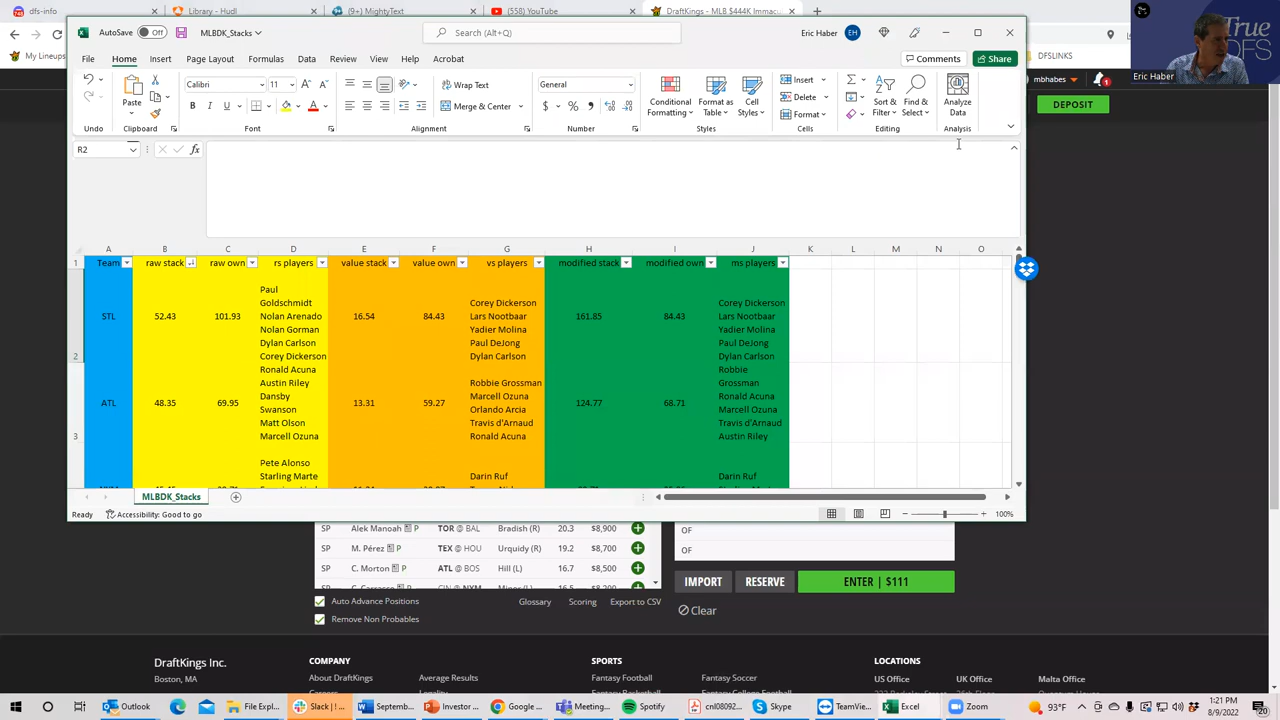 dfs-info
Library - Hudl
(9+) MightyText
(558) YouTube
DraftKings - MLB $444K Immacu
My Lineups
DFSLINKS
mbhabes
1
DEPOSIT
True
DFS
Eric Haber
AutoSave Off
MLBDK_Stacks
Search (Alt+Q)
Eric Haber EH
File Home Insert Page Layout Formulas Data Review View Help Acrobat
Comments Share
Paste
Calibri 11
Wrap Text
Merge & Center
General
Conditional Formatting
Format as Table
Cell Styles
Insert
Delete
Format
Sort & Filter
Find & Select
Analyze Data
Undo Clipboard Font Alignment Number Styles Cells Editing Analysis
R2
fx
A B C D E F G H I J K L M N O
1 Team raw stack raw own rs players value stack value own vs players modified stack modified own ms players
2
STL
52.43
101.93
Paul
Goldschmidt
Nolan Arenado
Nolan Gorman
Dylan Carlson
Corey Dickerson
16.54
84.43
Corey Dickerson
Lars Nootbaar
Yadier Molina
Paul DeJong
Dylan Carlson
161.85
84.43
Corey Dickerson
Lars Nootbaar
Yadier Molina
Paul DeJong
Dylan Carlson
3
ATL
48.35
69.95
Ronald Acuna
Austin Riley
Dansby
Swanson
Matt Olson
Marcell Ozuna
13.31
59.27
Robbie Grossman
Marcell Ozuna
Orlando Arcia
Travis d'Arnaud
Ronald Acuna
124.77
68.71
Robbie
Grossman
Ronald Acuna
Marcell Ozuna
Travis d'Arnaud
Austin Riley
Pete Alonso
Starling Marte
Darin Ruf
Darin Ruf
MLBDK_Stacks
Ready
Accessibility: Good to go
100%
SP Alek Manoah P TOR @ BAL Bradish (R) 20.3 $8,900
SP M. Pérez P TEX @ HOU Urquidy (R) 19.2 $8,700
SP C. Morton P ATL @ BOS Hill (L) 16.7 $8,500
OF
OF
IMPORT RESERVE ENTER | $111
Auto Advance Positions
Glossary Scoring Export to CSV
Remove Non Probables
Clear
DraftKings Inc.
Boston, MA
COMPANY
About DraftKings
Average Results
SPORTS
Fantasy Football
Fantasy Soccer
LOCATIONS
US Office
UK Office
Malta Office
Outlook
File Expl...
Slack | !...
Septemb...
Investor ...
Google ...
Meeting...
Spotify
cnl08092...
Skype
TeamVie...
Excel
Zoom
93°F
1:21 PM
8/9/2022
20